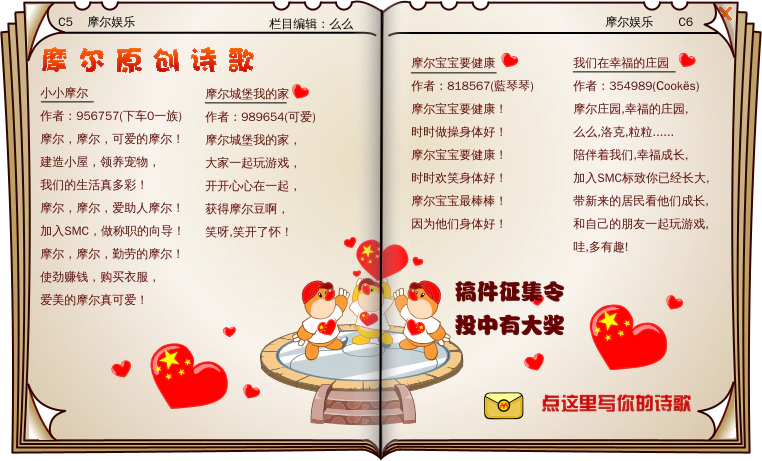 C5 摩尔娱乐 栏目编辑：么么
摩尔原创诗歌
小小摩尔
作者：956757(下车0一族)
摩尔，摩尔，可爱的摩尔！
建造小屋，领养宠物，
我们的生活真多彩！
摩尔，摩尔，爱助人摩尔！
加入SMC，做称职的向导！
摩尔，摩尔，勤劳的摩尔！
使劲赚钱，购买衣服，
爱美的摩尔真可爱！
摩尔城堡我的家
作者：989654(可爱)
摩尔城堡我的家，
大家一起玩游戏，
开开心心在一起，
获得摩尔豆啊，
笑呀,笑开了怀！
摩尔娱乐 C6
摩尔宝宝要健康
作者：818567(藍琴琴)
摩尔宝宝要健康！
时时做操身体好！
摩尔宝宝要健康！
时时欢笑身体好！
摩尔宝宝最棒棒！
因为他们身体好！
我们在幸福的庄园
作者：354989(Cookës)
摩尔庄园,幸福的庄园,
么么,洛克,粒粒......
陪伴着我们,幸福成长,
加入SMC标致你已经长大,
带新来的居民看他们成长,
和自己的朋友一起玩游戏,
哇,多有趣!
稿件征集令
投中有大奖
点这里写你的诗歌